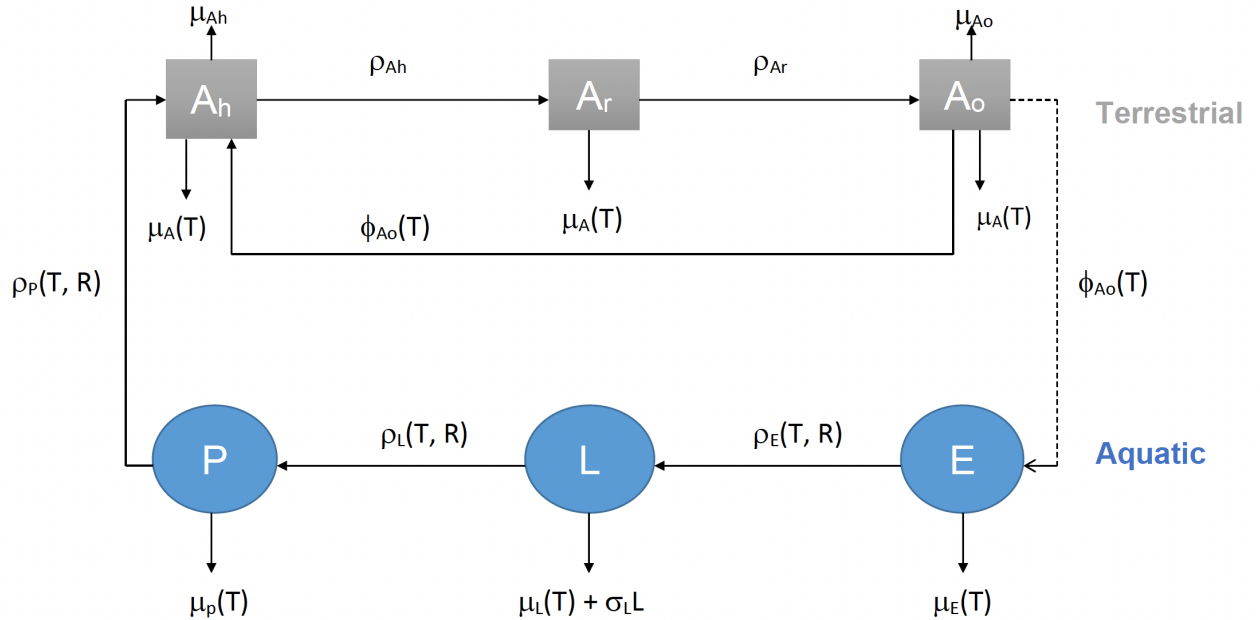 μAh
μAo
ρAh
ρAr
Ah
Ar
Ao
Terrestrial
μA(T)
μA(T)
μA(T)
ϕAo(T)
ρP(T, R)
ϕAo(T)
ρL(T, R)
ρE(T, R)
P
L
E
Aquatic
μp(T)
μL(T) + σLL
μE(T)